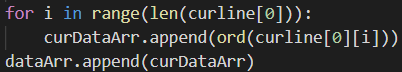 for i in range(len(curline[0])):
    curDataArr.append(ord(curline[0][i]))
dataArr.append(curDataArr)